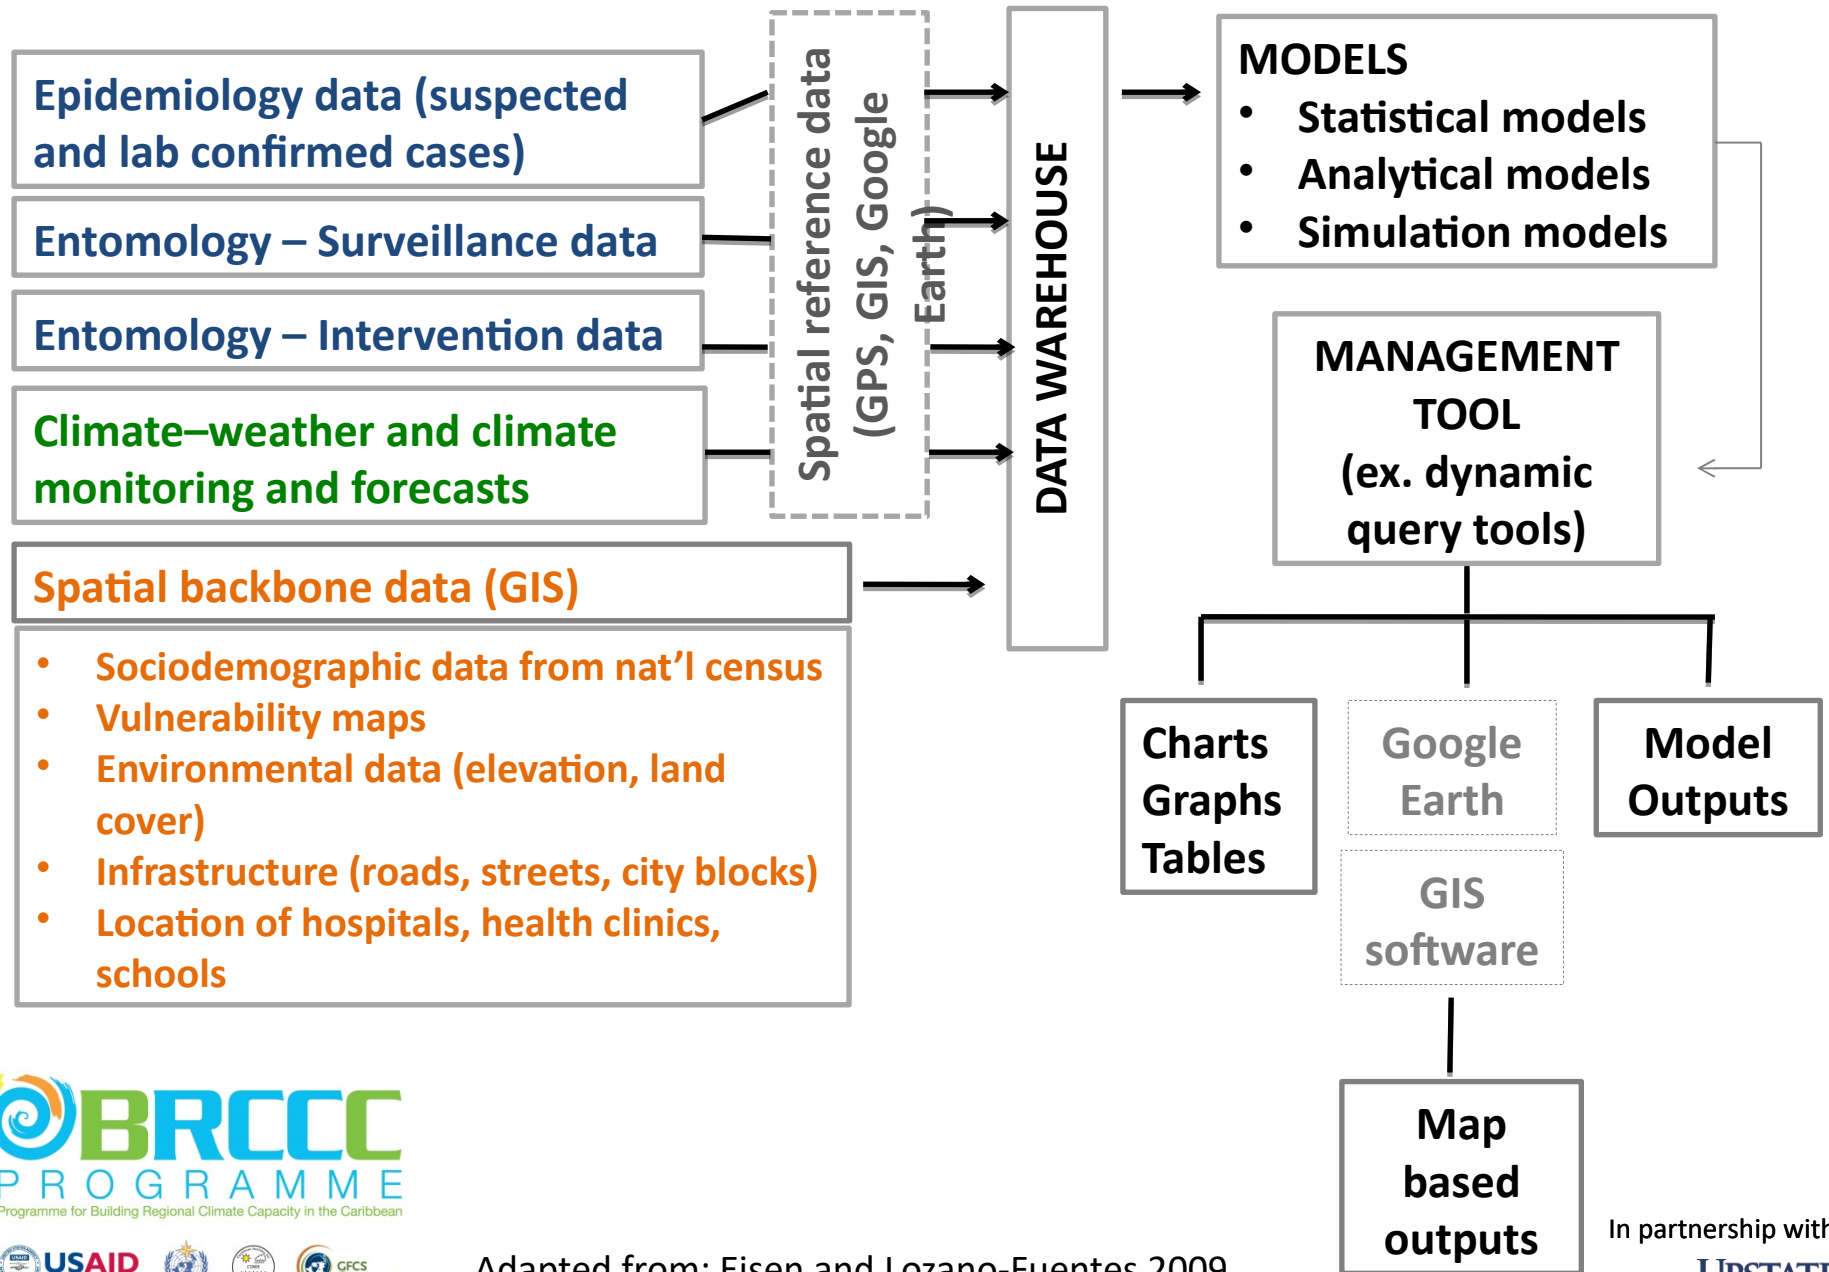 Epidemiology data (suspected
and lab confirmed cases)
Entomology – Surveillance data
Entomology – Intervention data
Climate–weather and climate
monitoring and forecasts
Spatial backbone data (GIS)
• Sociodemographic data from nat’l census
• Vulnerability maps
• Environmental data (elevation, land
cover)
• Infrastructure (roads, streets, city blocks)
• Location of hospitals, health clinics,
schools
Spatial reference data
(GPS, GIS, Google
Earth)
DATA WAREHOUSE
MODELS
• Statistical models
• Analytical models
• Simulation models
MANAGEMENT
TOOL
(ex. dynamic
query tools)
Charts
Graphs
Tables
Google
Earth
GIS
software
Model
Outputs
Map
based
outputs
BRCCC
PROGRAMME
Programme for Building Regional Climate Capacity in the Caribbean
USAID
GFCS
Adapted from: Eisen and Lozano-Fuentes 2009
In partnership with
UPSTATE